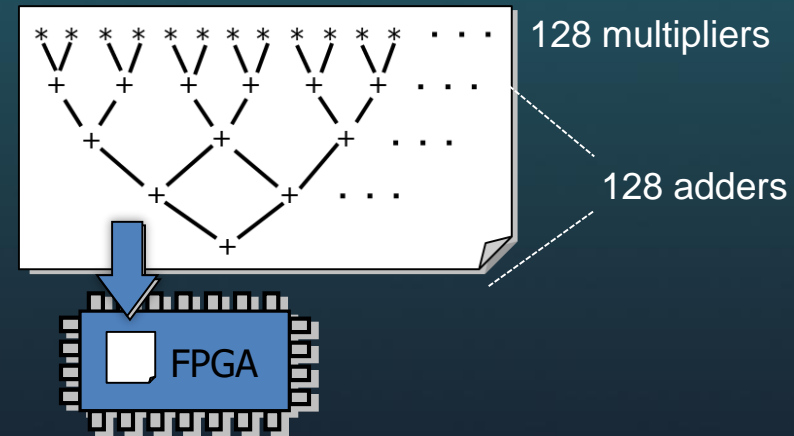 * * * * * * * * * * * * . . . 128 multipliers
+ + + + + + . . .
+ + + . . .
128 adders
+ + . . .
+
FPGA